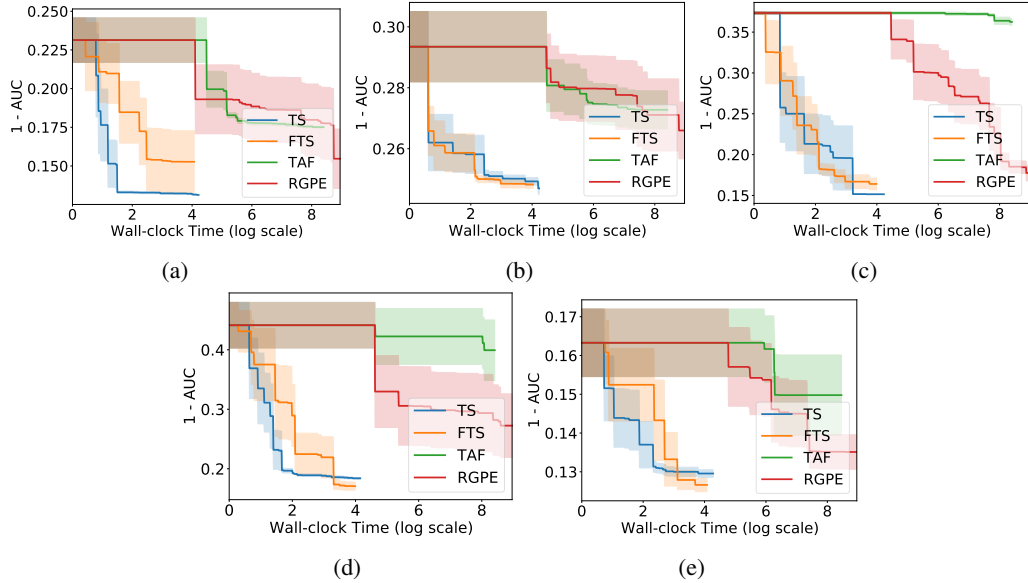 0.250
0.225
0.200
0.175
0.150
1 - AUC
0 2 4 6 8
Wall-clock Time (log scale)
TS
FTS
TAF
RGPE
(a)
0.30
0.28
0.26
1 - AUC
0 2 4 6 8
Wall-clock Time (log scale)
TS
FTS
TAF
RGPE
(b)
0.35
0.30
0.25
0.20
0.15
1 - AUC
0 2 4 6 8
Wall-clock Time (log scale)
TS
FTS
TAF
RGPE
(c)
0.4
0.3
0.2
1 - AUC
0 2 4 6 8
Wall-clock Time (log scale)
TS
FTS
TAF
RGPE
(d)
0.17
0.16
0.15
0.14
0.13
1 - AUC
0 2 4 6 8
Wall-clock Time (log scale)
TS
FTS
TAF
RGPE
(e)